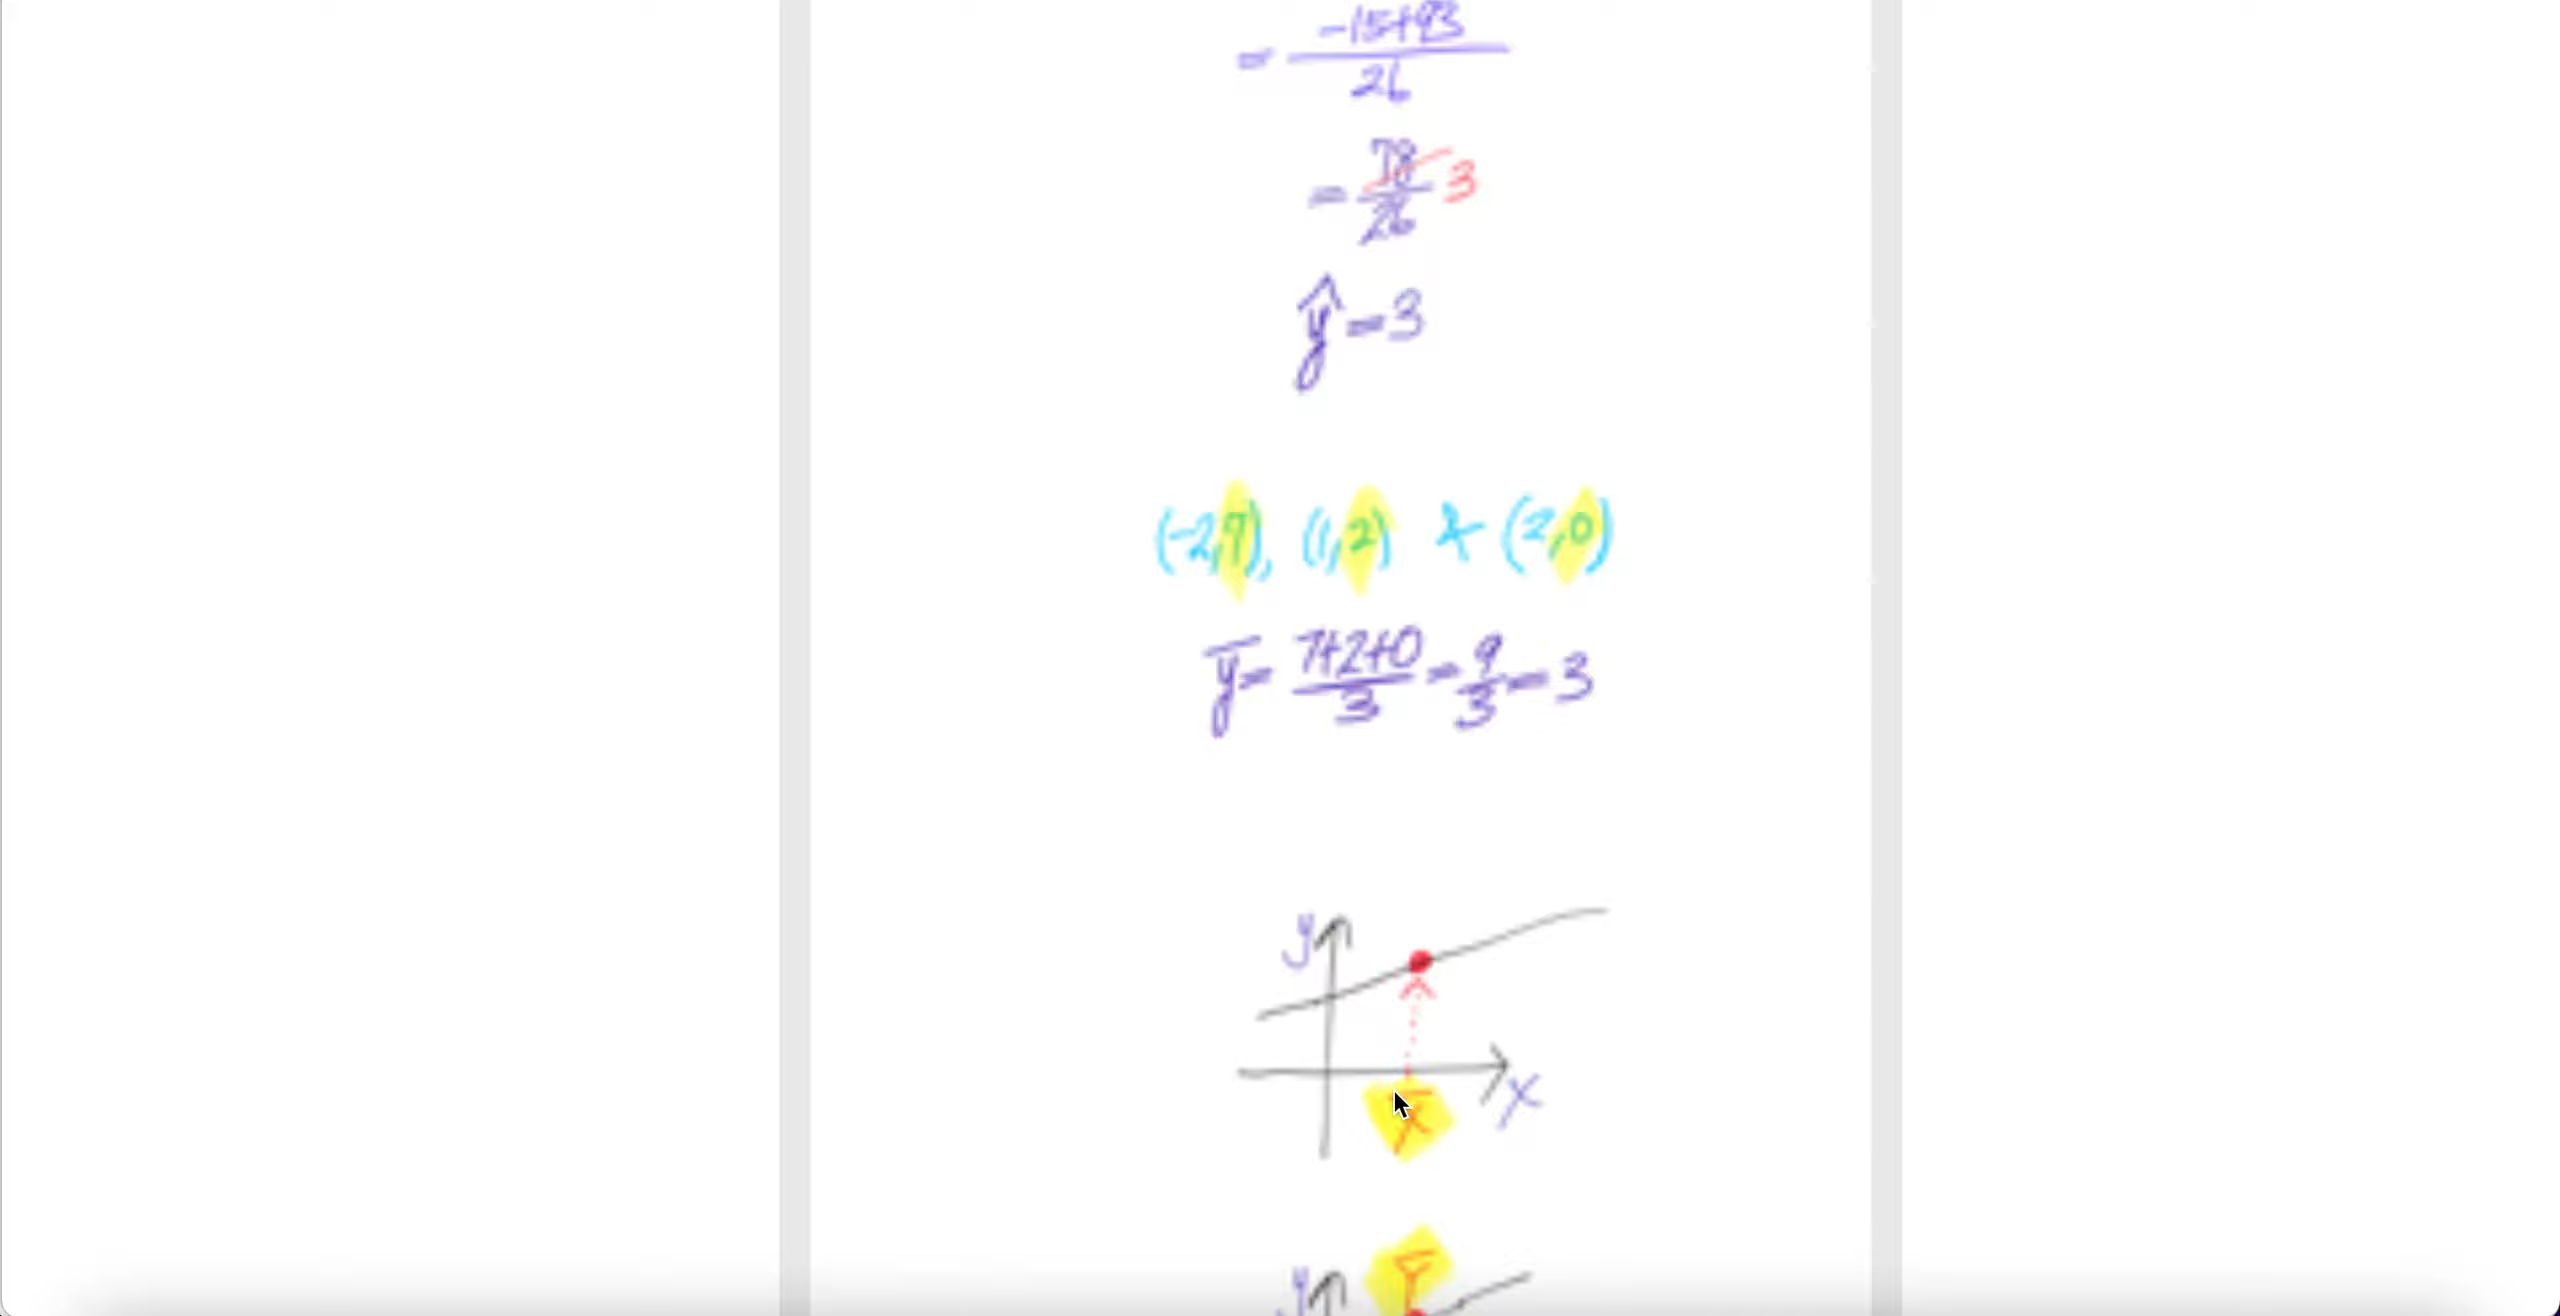 = (-15+93)/26
= 78/26 3
ŷ=3
(-2,7), (1,2) & (2,0)
ȳ= (7+2+0)/3 = 9/3 = 3
y
x
x̄
y ȳ